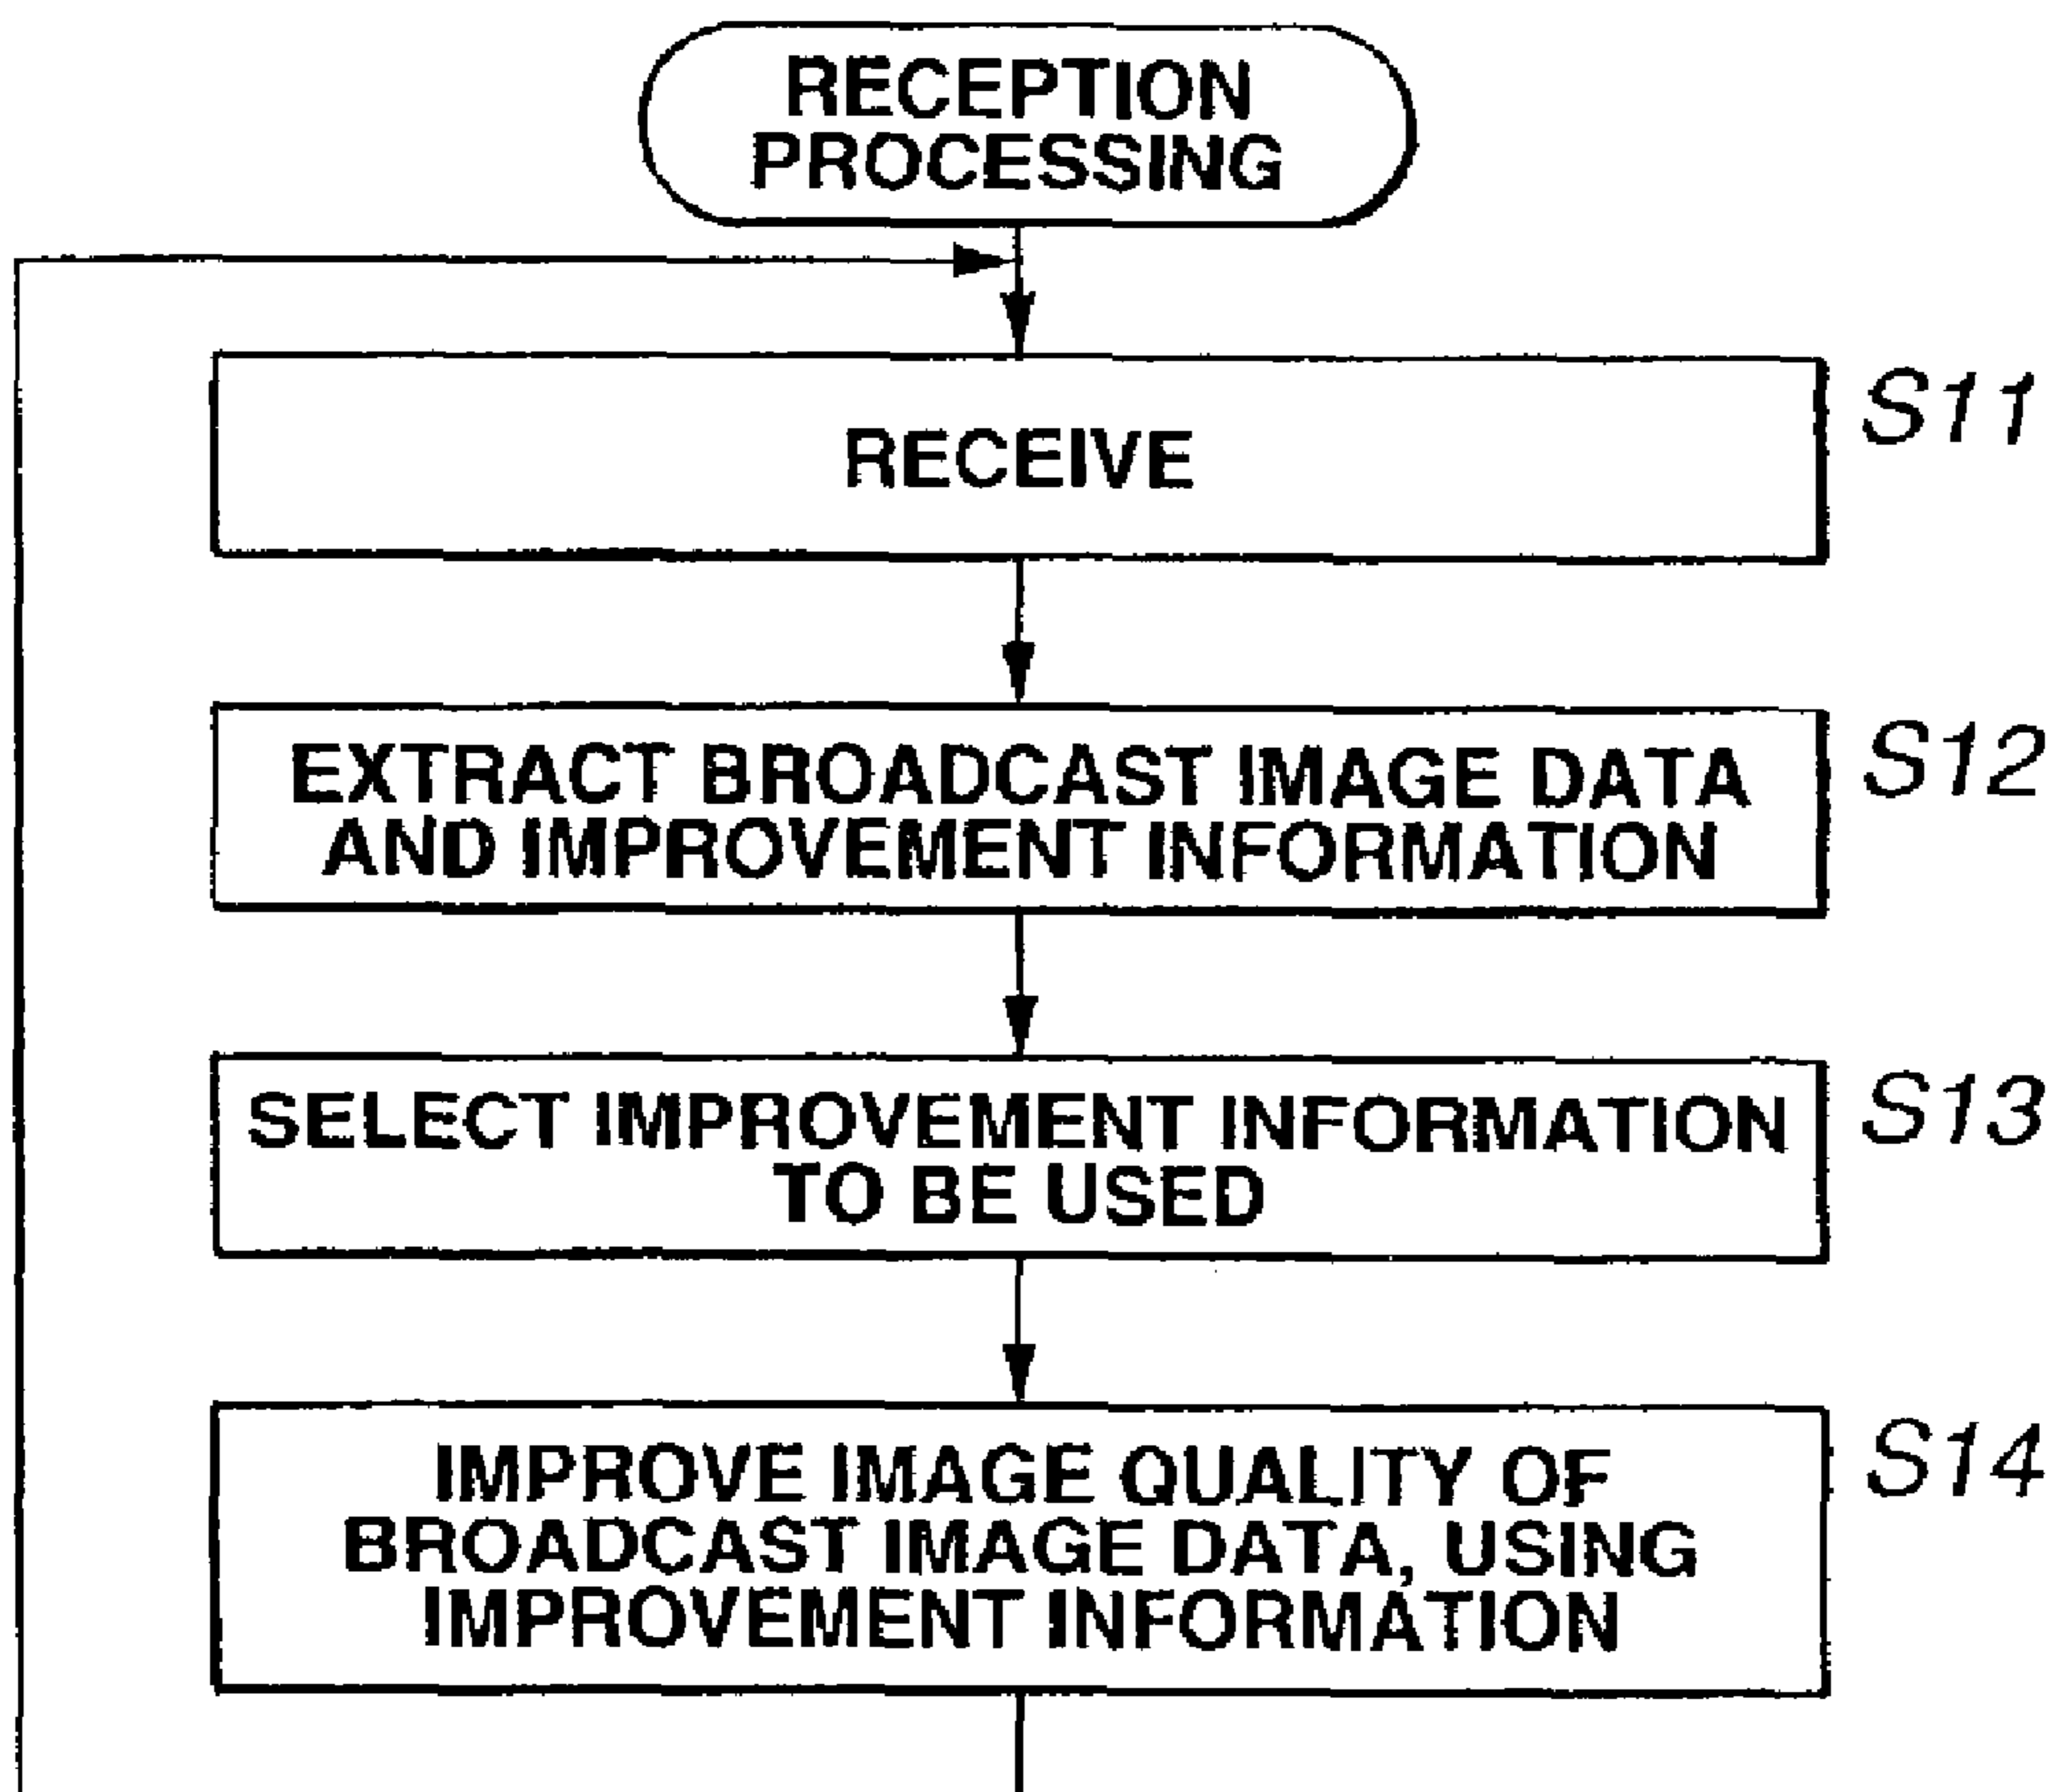 RECEPTION
PROCESSING
RECEIVE
S11
EXTRACT BROADCAST IMAGE DATA
AND IMPROVEMENT INFORMATION
S12
SELECT IMPROVEMENT INFORMATION
TO BE USED
S13
IMPROVE IMAGE QUALITY OF
BROADCAST IMAGE DATA, USING
IMPROVEMENT INFORMATION
S14